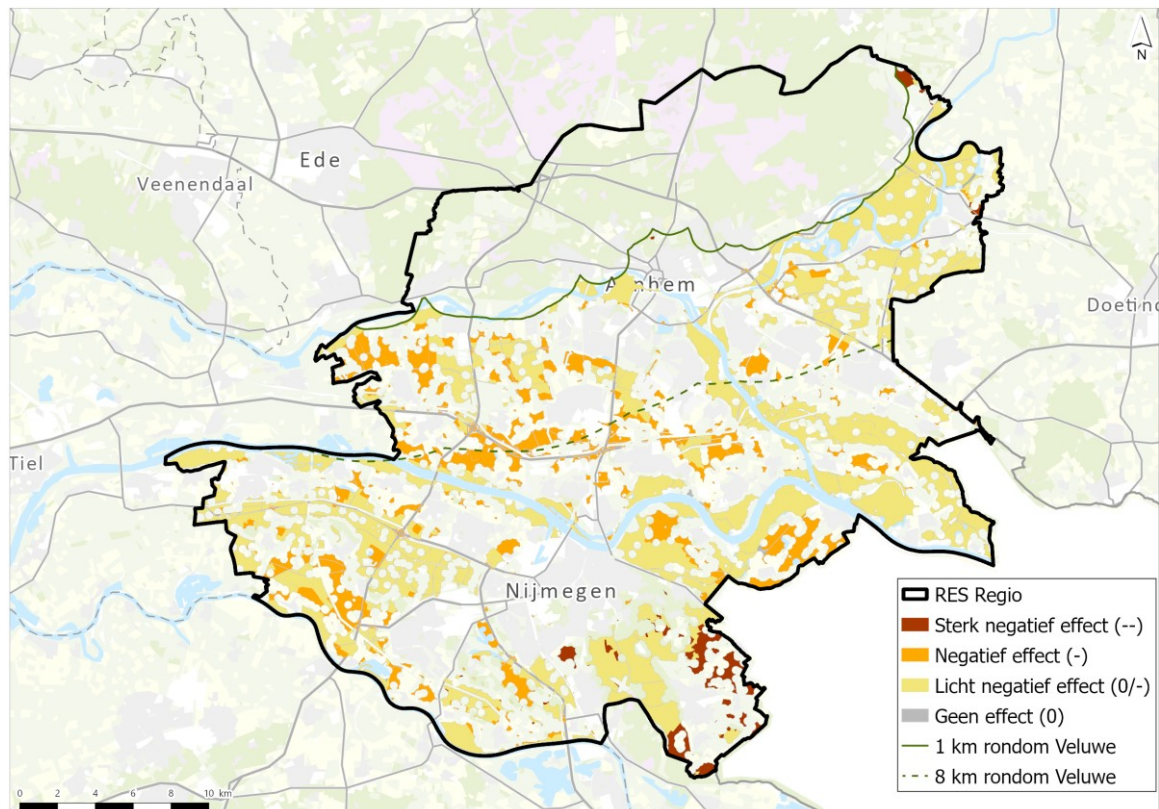 N
Ede
Veenendaal
Arnhem
Doetinc
Tiel
Nijmegen
RES Regio
Sterk negatief effect (--)
Negatief effect (-)
Licht negatief effect (0/-)
Geen effect (0)
1 km rondom Veluwe
8 km rondom Veluwe
0 2 4 6 8 10 km